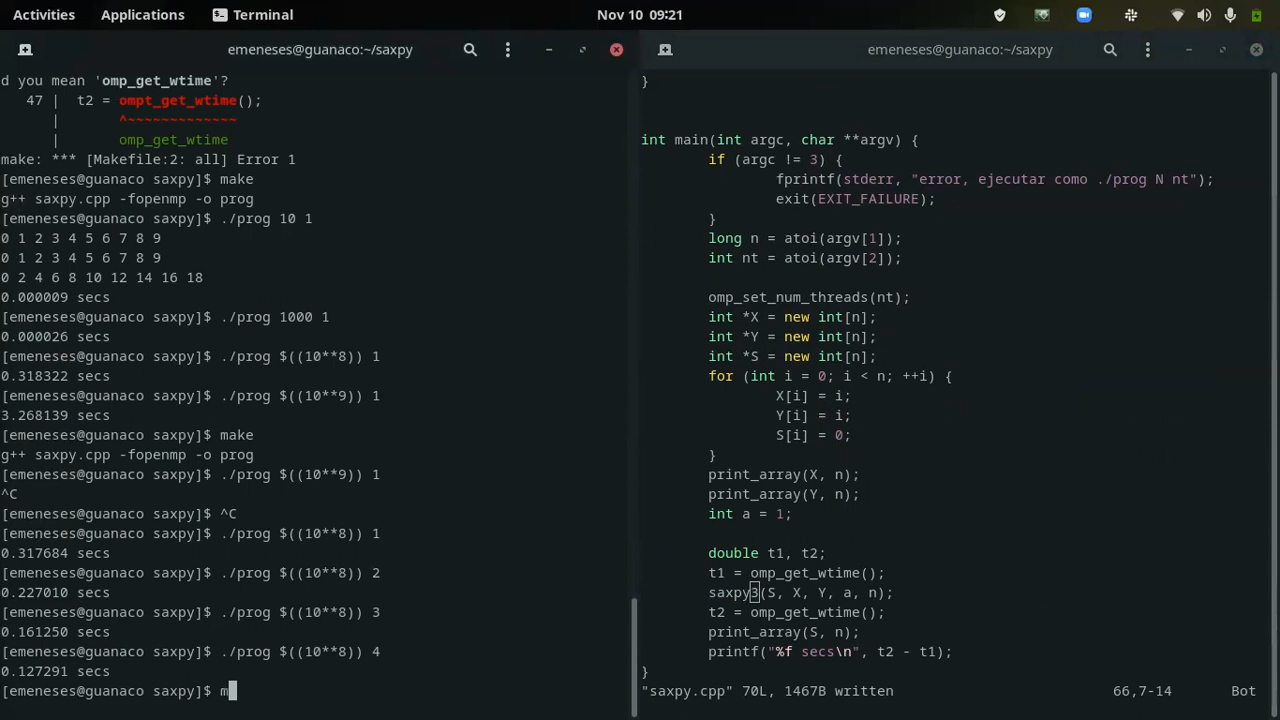 Activities Applications Terminal Nov 10 09:21
emeneses@guanaco:~/saxpy
d you mean 'omp_get_wtime'?
47 | t2 = ompt_get_wtime();
| ^~~~~~~~~~~~~~
| omp_get_wtime
make: *** [Makefile:2: all] Error 1
[emeneses@guanaco saxpy]$ make
g++ saxpy.cpp -fopenmp -o prog
[emeneses@guanaco saxpy]$ ./prog 10 1
0 1 2 3 4 5 6 7 8 9
0 1 2 3 4 5 6 7 8 9
0 2 4 6 8 10 12 14 16 18
0.000009 secs
[emeneses@guanaco saxpy]$ ./prog 1000 1
0.000026 secs
[emeneses@guanaco saxpy]$ ./prog $((10**8)) 1
0.318322 secs
[emeneses@guanaco saxpy]$ ./prog $((10**9)) 1
3.268139 secs
[emeneses@guanaco saxpy]$ make
g++ saxpy.cpp -fopenmp -o prog
[emeneses@guanaco saxpy]$ ./prog $((10**9)) 1
^C
[emeneses@guanaco saxpy]$ ^C
[emeneses@guanaco saxpy]$ ./prog $((10**8)) 1
0.317684 secs
[emeneses@guanaco saxpy]$ ./prog $((10**8)) 2
0.227010 secs
[emeneses@guanaco saxpy]$ ./prog $((10**8)) 3
0.161250 secs
[emeneses@guanaco saxpy]$ ./prog $((10**8)) 4
0.127291 secs
[emeneses@guanaco saxpy]$ m
emeneses@guanaco:~/saxpy
}
int main(int argc, char **argv) {
if (argc != 3) {
fprintf(stderr, "error, ejecutar como ./prog N nt");
exit(EXIT_FAILURE);
}
long n = atoi(argv[1]);
int nt = atoi(argv[2]);
omp_set_num_threads(nt);
int *X = new int[n];
int *Y = new int[n];
int *S = new int[n];
for (int i = 0; i < n; ++i) {
X[i] = i;
Y[i] = i;
S[i] = 0;
}
print_array(X, n);
print_array(Y, n);
int a = 1;
double t1, t2;
t1 = omp_get_wtime();
saxpy3(S, X, Y, a, n);
t2 = omp_get_wtime();
print_array(S, n);
printf("%f secs\n", t2 - t1);
}
"saxpy.cpp" 70L, 1467B written 66,7-14 Bot